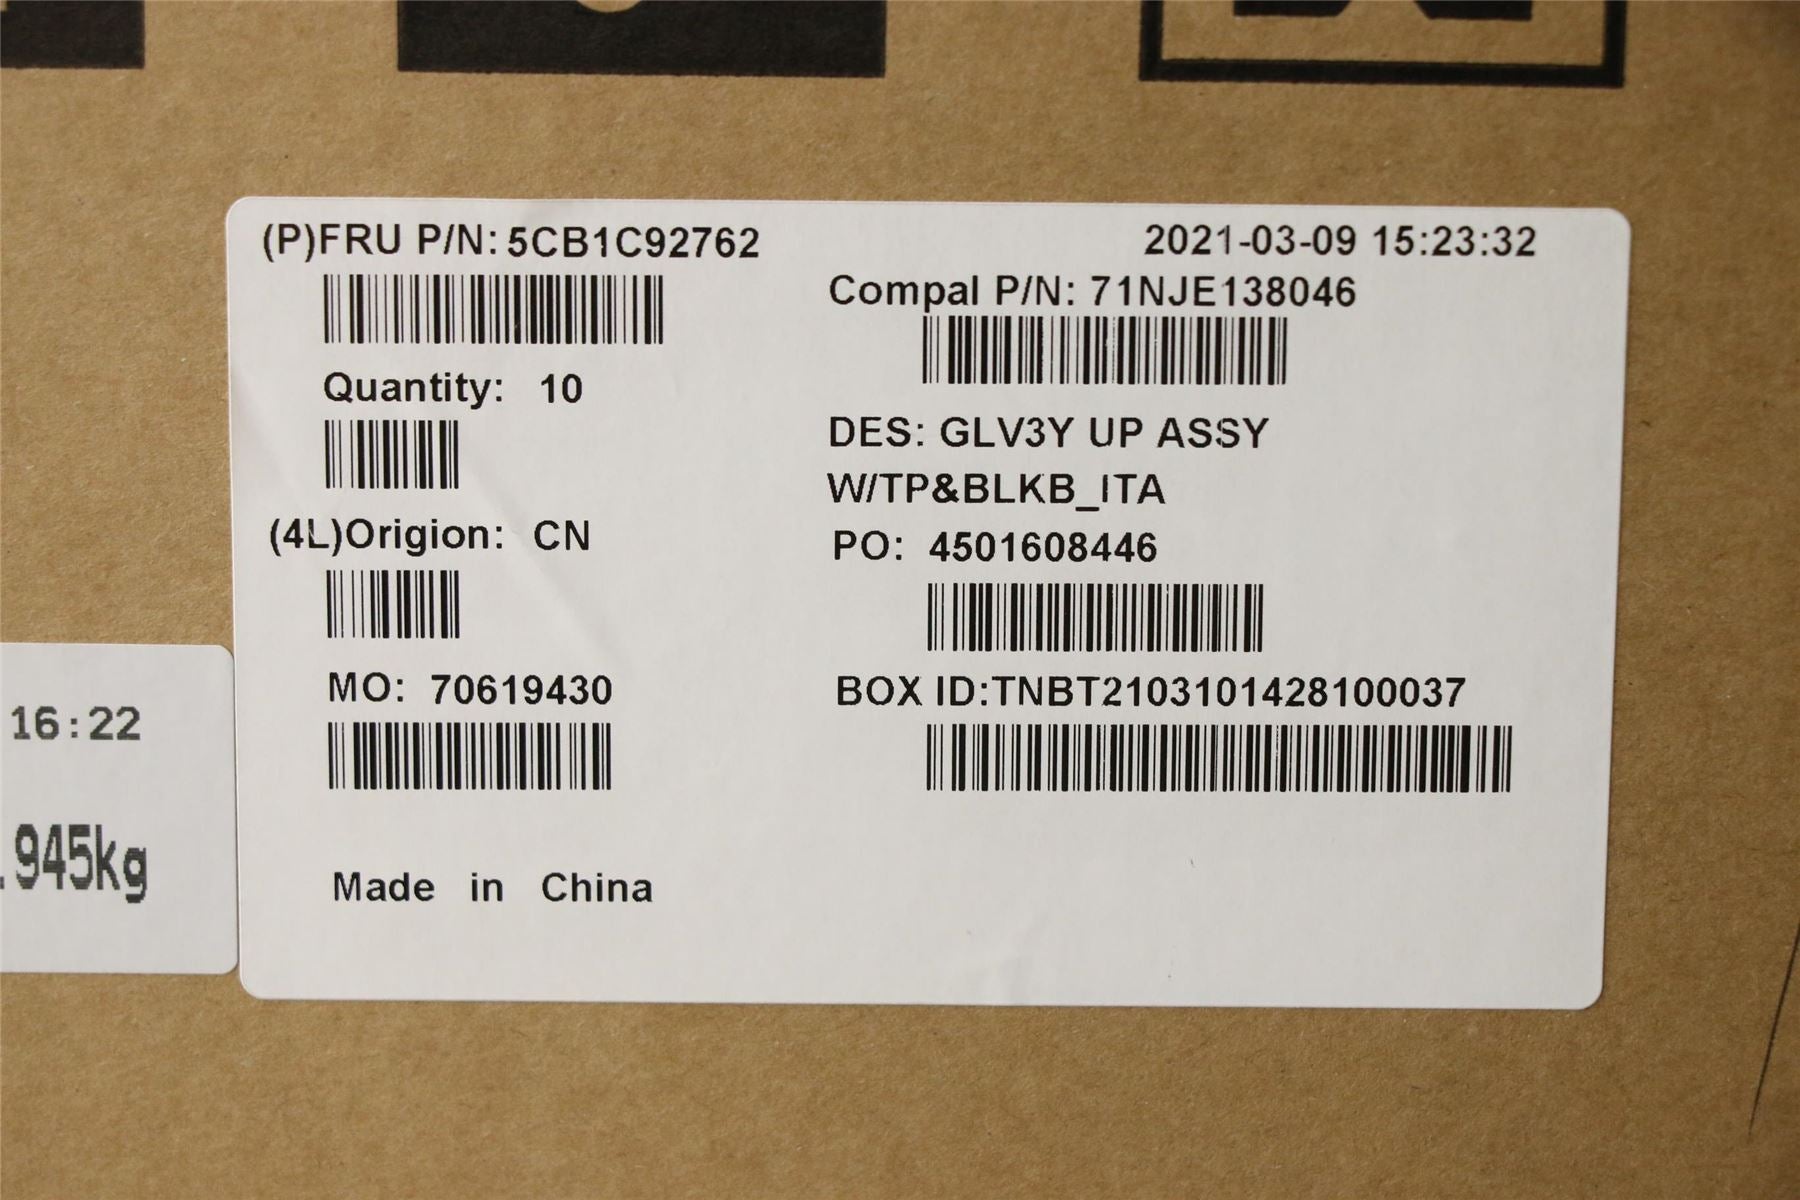 (P)FRU P/N: 5CB1C92762
2021-03-09 15:23:32
Compal P/N: 71NJE138046
Quantity: 10
DES: GLV3Y UP ASSY
W/TP&BLKB_ITA
(4L)Origion: CN
PO: 4501608446
MO: 70619430
BOX ID:TNBT2103101428100037
Made in China
16:22
.945kg